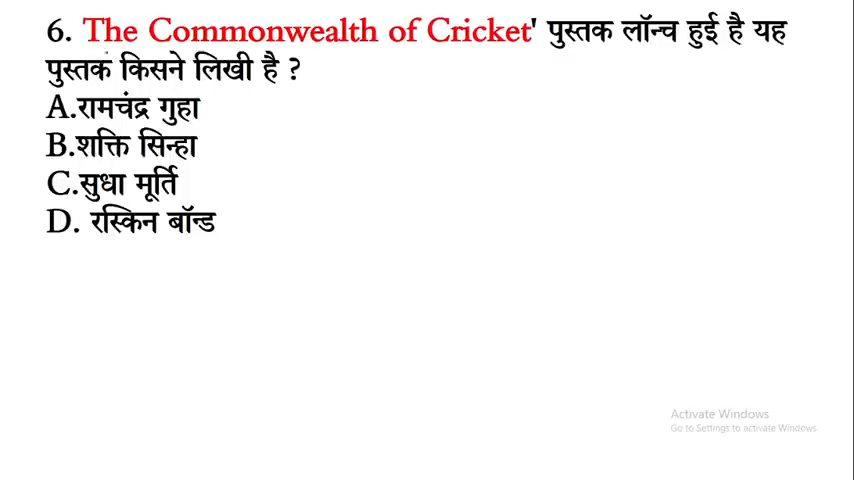 6. The Commonwealth of Cricket' पुस्तक लॉन्च हुई है यह
पुस्तक किसने लिखी है ?
A.रामचंद्र गुहा
B.शक्ति सिन्हा
C.सुधा मूर्ति
D. रस्किन बॉन्ड
Activate Windows
Go to Settings to activate Windows.